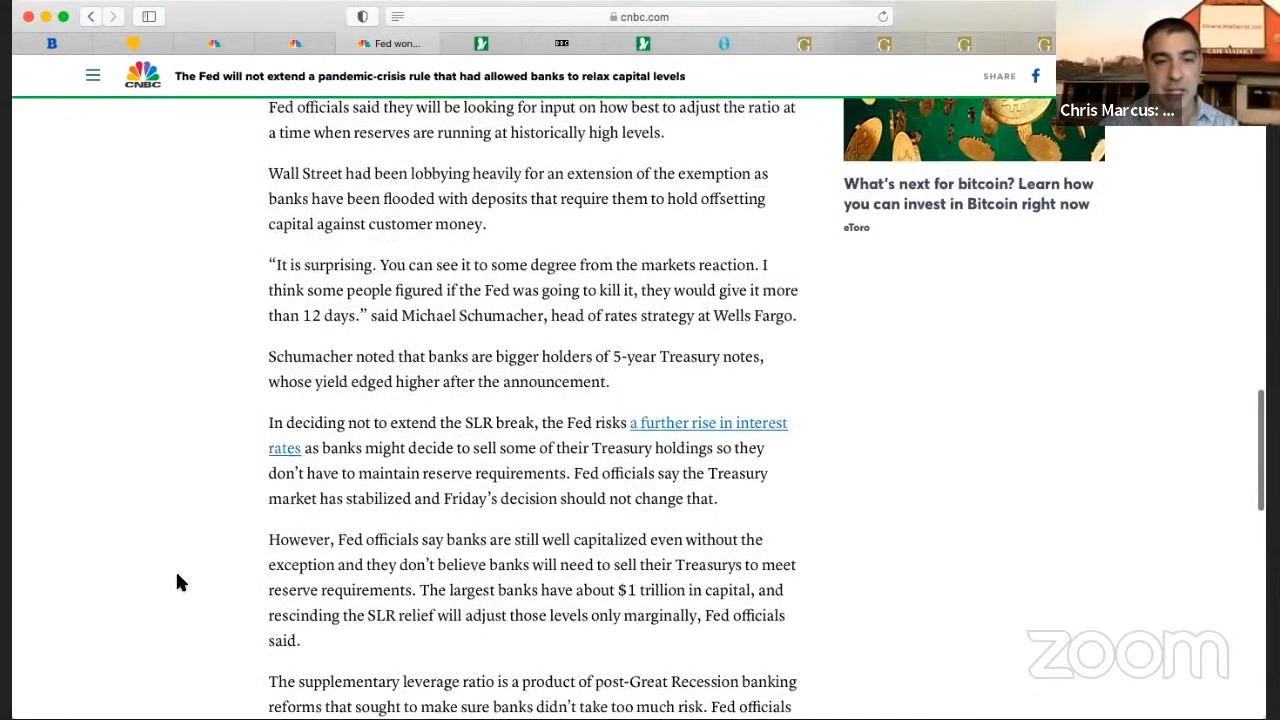 cnbc.com
B
Fed won...
BBC
G
G
G
G
CNBC
The Fed will not extend a pandemic-crisis rule that had allowed banks to relax capital levels
SHARE
f
CAFE VIADUCT
Chris Marcus: ...
Fed officials said they will be looking for input on how best to adjust the ratio at
a time when reserves are running at historically high levels.
Wall Street had been lobbying heavily for an extension of the exemption as
banks have been flooded with deposits that require them to hold offsetting
capital against customer money.
“It is surprising. You can see it to some degree from the markets reaction. I
think some people figured if the Fed was going to kill it, they would give it more
than 12 days.” said Michael Schumacher, head of rates strategy at Wells Fargo.
Schumacher noted that banks are bigger holders of 5-year Treasury notes,
whose yield edged higher after the announcement.
In deciding not to extend the SLR break, the Fed risks a further rise in interest
rates as banks might decide to sell some of their Treasury holdings so they
don’t have to maintain reserve requirements. Fed officials say the Treasury
market has stabilized and Friday’s decision should not change that.
However, Fed officials say banks are still well capitalized even without the
exception and they don’t believe banks will need to sell their Treasurys to meet
reserve requirements. The largest banks have about $1 trillion in capital, and
rescinding the SLR relief will adjust those levels only marginally, Fed officials
said.
The supplementary leverage ratio is a product of post-Great Recession banking
reforms that sought to make sure banks didn’t take too much risk. Fed officials
What’s next for bitcoin? Learn how
you can invest in Bitcoin right now
eToro
zoom